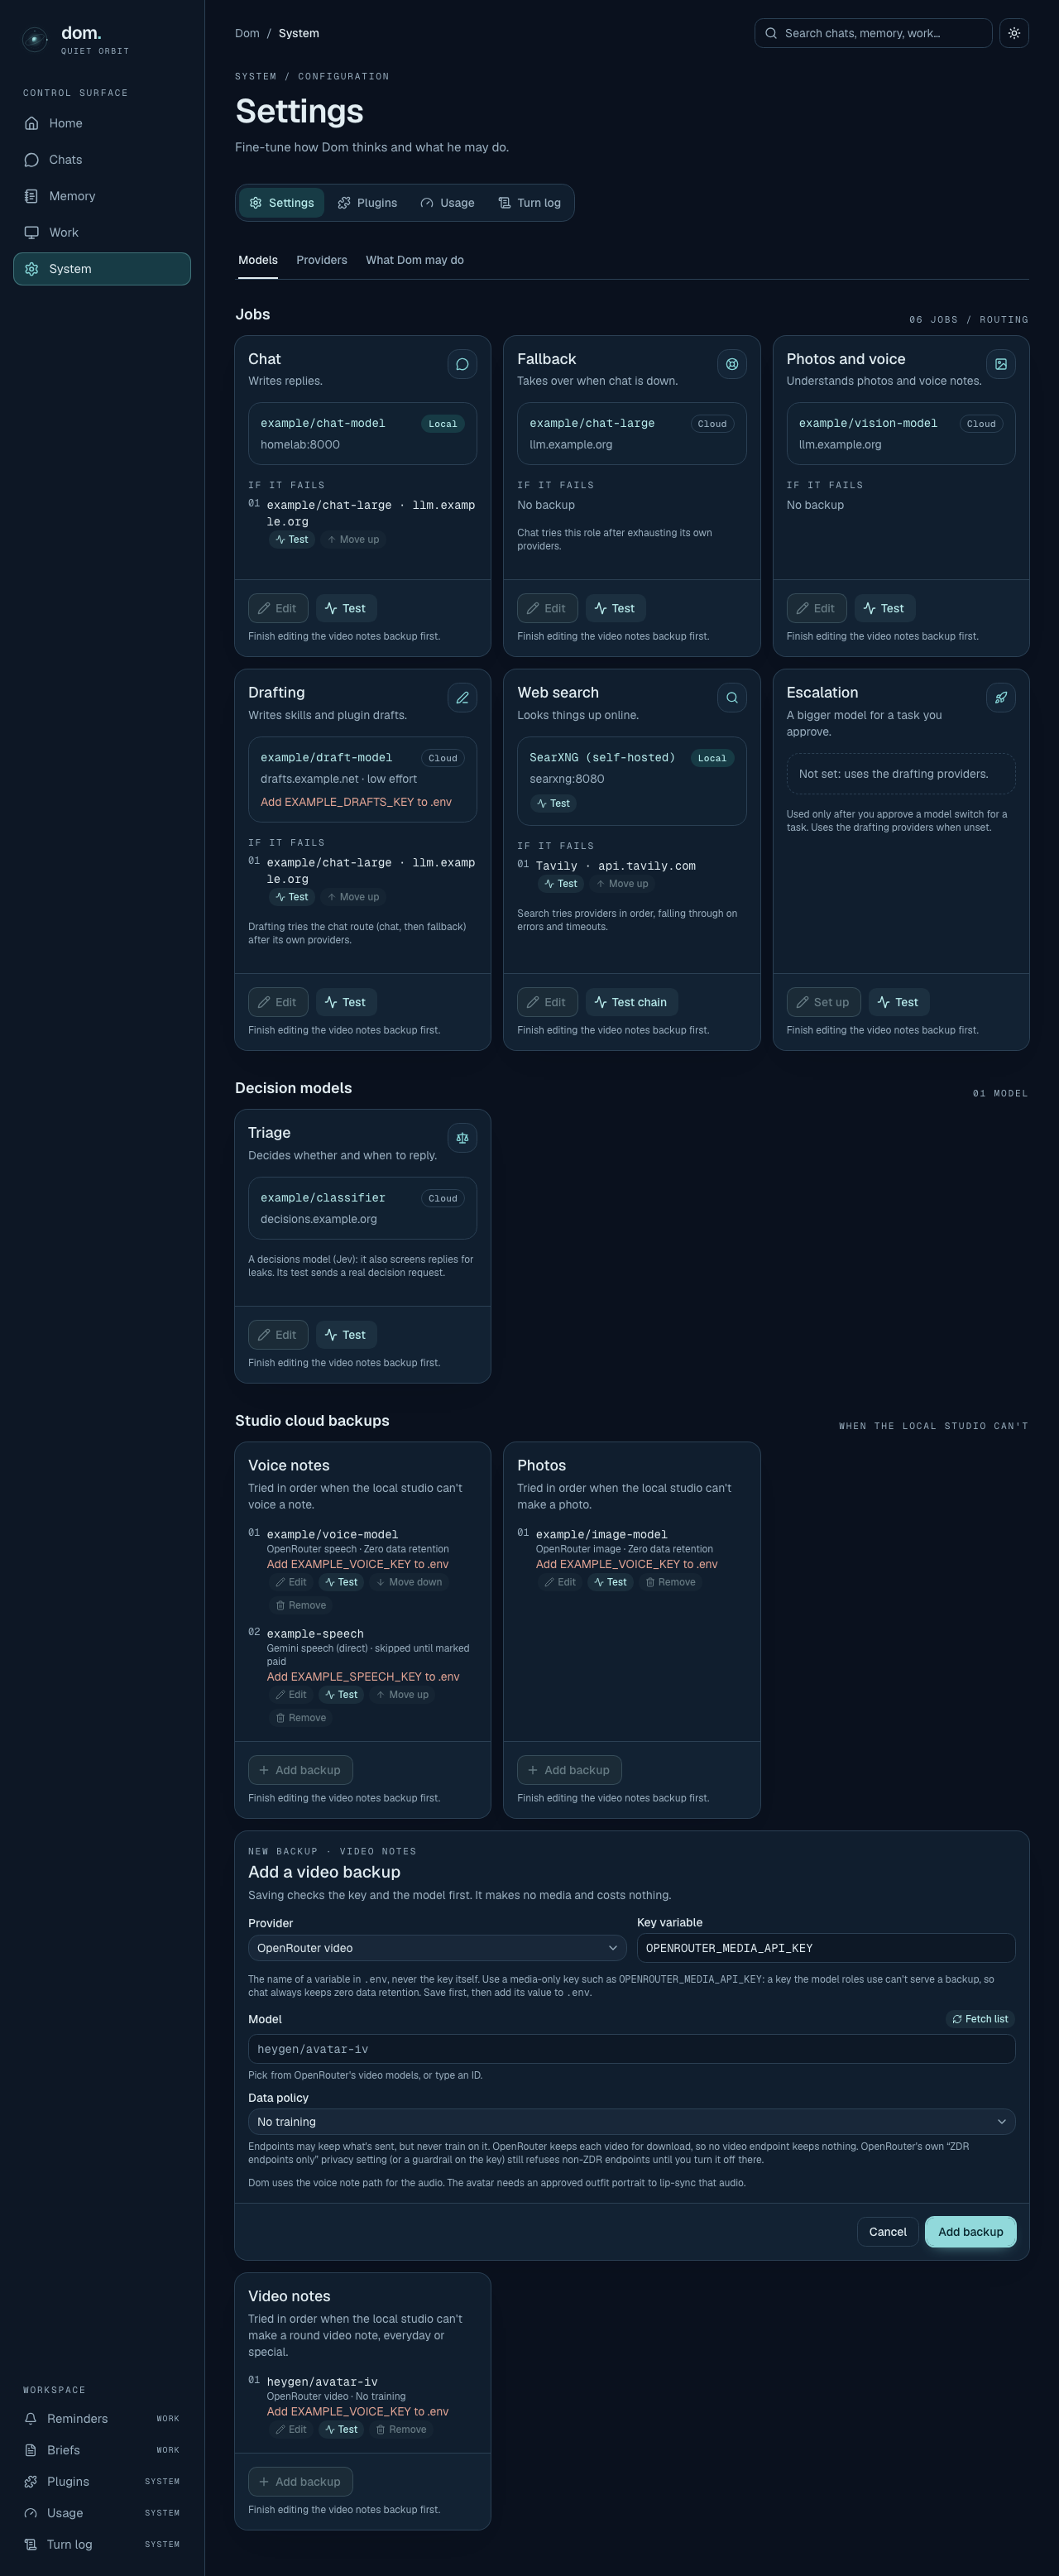 dom.
QUIET ORBIT
CONTROL SURFACE
Home
Chats
Memory
Work
System
Dom / System
Search chats, memory, work...
SYSTEM / CONFIGURATION
Settings
Fine-tune how Dom thinks and what he may do.
Settings
Plugins
Usage
Turn log
Models
Providers
What Dom may do
Jobs
06 JOBS / ROUTING
Chat
Writes replies.
example/chat-model
Local
homelab:8000
IF IT FAILS
01 example/chat-large · llm.examp
le.org
Test
Move up
Edit
Test
Finish editing the video notes backup first.
Fallback
Takes over when chat is down.
example/chat-large
Cloud
llm.example.org
IF IT FAILS
No backup
Chat tries this role after exhausting its own
providers.
Edit
Test
Finish editing the video notes backup first.
Photos and voice
Understands photos and voice notes.
example/vision-model
Cloud
llm.example.org
IF IT FAILS
No backup
Edit
Test
Finish editing the video notes backup first.
Drafting
Writes skills and plugin drafts.
example/draft-model
Cloud
drafts.example.net · low effort
Add EXAMPLE_DRAFTS_KEY to .env
IF IT FAILS
01 example/chat-large · llm.examp
le.org
Test
Move up
Drafting tries the chat route (chat, then fallback)
after its own providers.
Edit
Test
Finish editing the video notes backup first.
Web search
Looks things up online.
SearXNG (self-hosted)
Local
searxng:8080
Test
IF IT FAILS
01 Tavily · api.tavily.com
Test
Move up
Search tries providers in order, falling through on
errors and timeouts.
Edit
Test chain
Finish editing the video notes backup first.
Escalation
A bigger model for a task you
approve.
Not set: uses the drafting providers.
Used only after you approve a model switch for a
task. Uses the drafting providers when unset.
Set up
Test
Finish editing the video notes backup first.
Decision models
01 MODEL
Triage
Decides whether and when to reply.
example/classifier
Cloud
decisions.example.org
A decisions model (Jev): it also screens replies for
leaks. Its test sends a real decision request.
Edit
Test
Finish editing the video notes backup first.
Studio cloud backups
WHEN THE LOCAL STUDIO CAN'T
Voice notes
Tried in order when the local studio can't
voice a note.
01 example/voice-model
OpenRouter speech · Zero data retention
Add EXAMPLE_VOICE_KEY to .env
Edit
Test
Move down
Remove
02 example-speech
Gemini speech (direct) · skipped until marked
paid
Add EXAMPLE_SPEECH_KEY to .env
Edit
Test
Move up
Remove
Add backup
Finish editing the video notes backup first.
Photos
Tried in order when the local studio can't
make a photo.
01 example/image-model
OpenRouter image · Zero data retention
Add EXAMPLE_VOICE_KEY to .env
Edit
Test
Remove
Add backup
Finish editing the video notes backup first.
NEW BACKUP · VIDEO NOTES
Add a video backup
Saving checks the key and the model first. It makes no media and costs nothing.
Provider
OpenRouter video
Key variable
OPENROUTER_MEDIA_API_KEY
The name of a variable in .env, never the key itself. Use a media-only key such as OPENROUTER_MEDIA_API_KEY: a key the model roles use can't serve a backup, so
chat always keeps zero data retention. Save first, then add its value to .env.
Model
Fetch list
heygen/avatar-iv
Pick from OpenRouter's video models, or type an ID.
Data policy
No training
Endpoints may keep what's sent, but never train on it. OpenRouter keeps each video for download, so no video endpoint keeps nothing. OpenRouter's own "ZDR
endpoints only" privacy setting (or a guardrail on the key) still refuses non-ZDR endpoints until you turn it off there.
Dom uses the voice note path for the audio. The avatar needs an approved outfit portrait to lip-sync that audio.
Cancel
Add backup
Video notes
Tried in order when the local studio can't
make a round video note, everyday or
special.
01 heygen/avatar-iv
OpenRouter video · No training
Add EXAMPLE_VOICE_KEY to .env
Edit
Test
Remove
Add backup
Finish editing the video notes backup first.
WORKSPACE
Reminders WORK
Briefs WORK
Plugins SYSTEM
Usage SYSTEM
Turn log SYSTEM